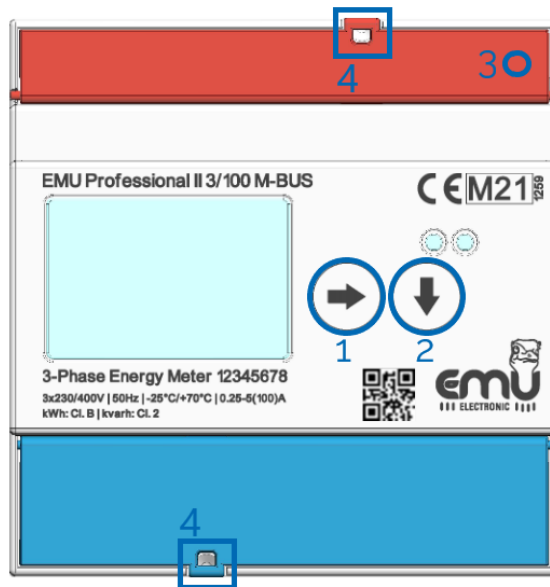 4
3
EMU Professional II 3/100 M-BUS
CE M21 1259
1
2
3-Phase Energy Meter 12345678
3x230/400V | 50Hz | -25°C/+70°C | 0.25-5(100)A
kWh: Cl. B | kvarh: Cl. 2
emu
ELECTRONIC
4